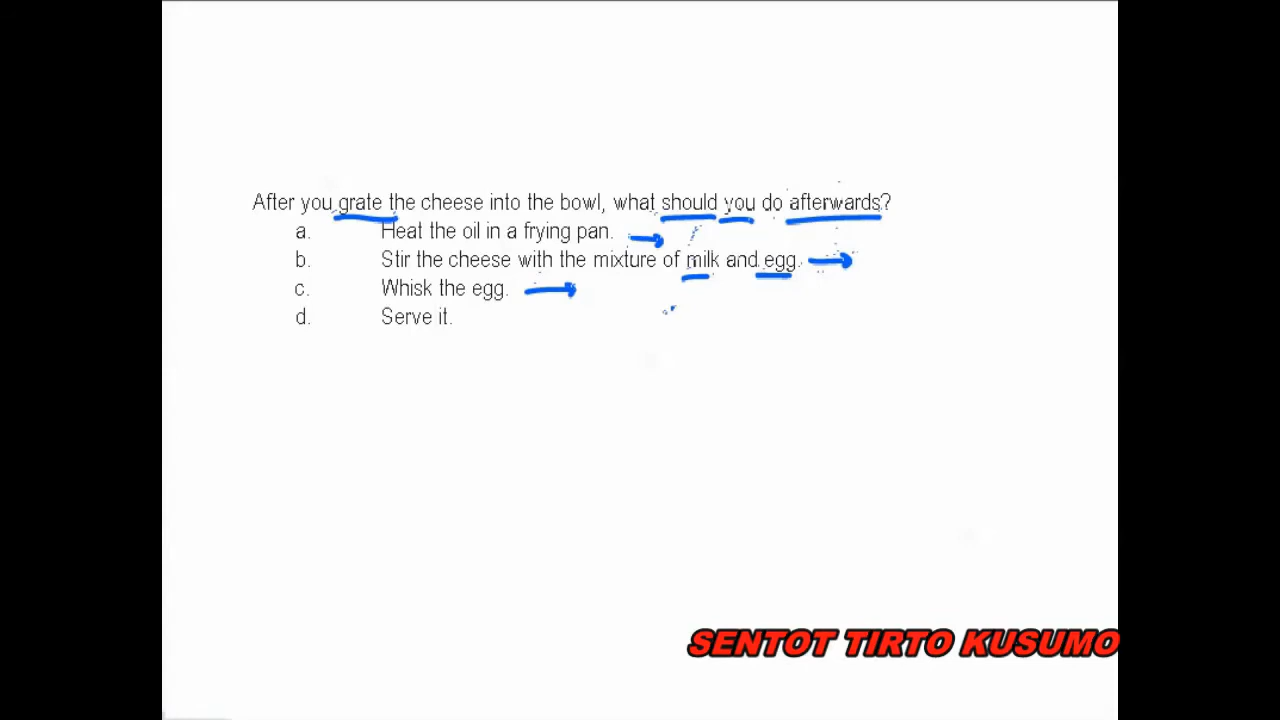 After you grate the cheese into the bowl, what should you do afterwards?
a. Heat the oil in a frying pan.
b. Stir the cheese with the mixture of milk and egg.
c. Whisk the egg.
d. Serve it.
SENTOT TIRTO KUSUMO